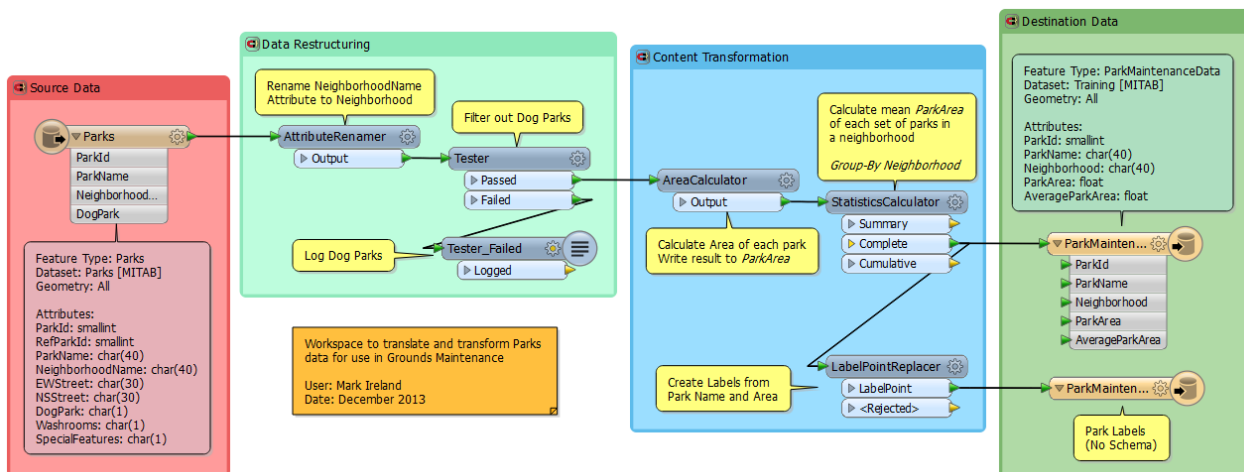 Source Data
Parks
ParkId
ParkName
Neighborhood...
DogPark
Feature Type: Parks
Dataset: Parks [MITAB]
Geometry: All
Attributes:
ParkId: smallint
RefParkId: smallint
ParkName: char(40)
NeighborhoodName: char(40)
EWStreet: char(30)
NSStreet: char(30)
DogPark: char(1)
Washrooms: char(1)
SpecialFeatures: char(1)
Data Restructuring
Rename NeighborhoodName
Attribute to Neighborhood
AttributeRenamer
Output
Filter out Dog Parks
Tester
Passed
Failed
Log Dog Parks
Tester_Failed
Logged
Workspace to translate and transform Parks
data for use in Grounds Maintenance
User: Mark Ireland
Date: December 2013
Content Transformation
Calculate mean ParkArea
of each set of parks in
a neighborhood
Group-By Neighborhood
AreaCalculator
Output
Calculate Area of each park
Write result to ParkArea
StatisticsCalculator
Summary
Complete
Cumulative
LabelPointReplacer
LabelPoint
<Rejected>
Create Labels from
Park Name and Area
Destination Data
Feature Type: ParkMaintenanceData
Dataset: Training [MITAB]
Geometry: All
Attributes:
ParkId: smallint
ParkName: char(40)
Neighborhood: char(40)
ParkArea: float
AverageParkArea: float
ParkMainten...
ParkId
ParkName
Neighborhood
ParkArea
AverageParkArea
ParkMainten...
Park Labels
(No Schema)